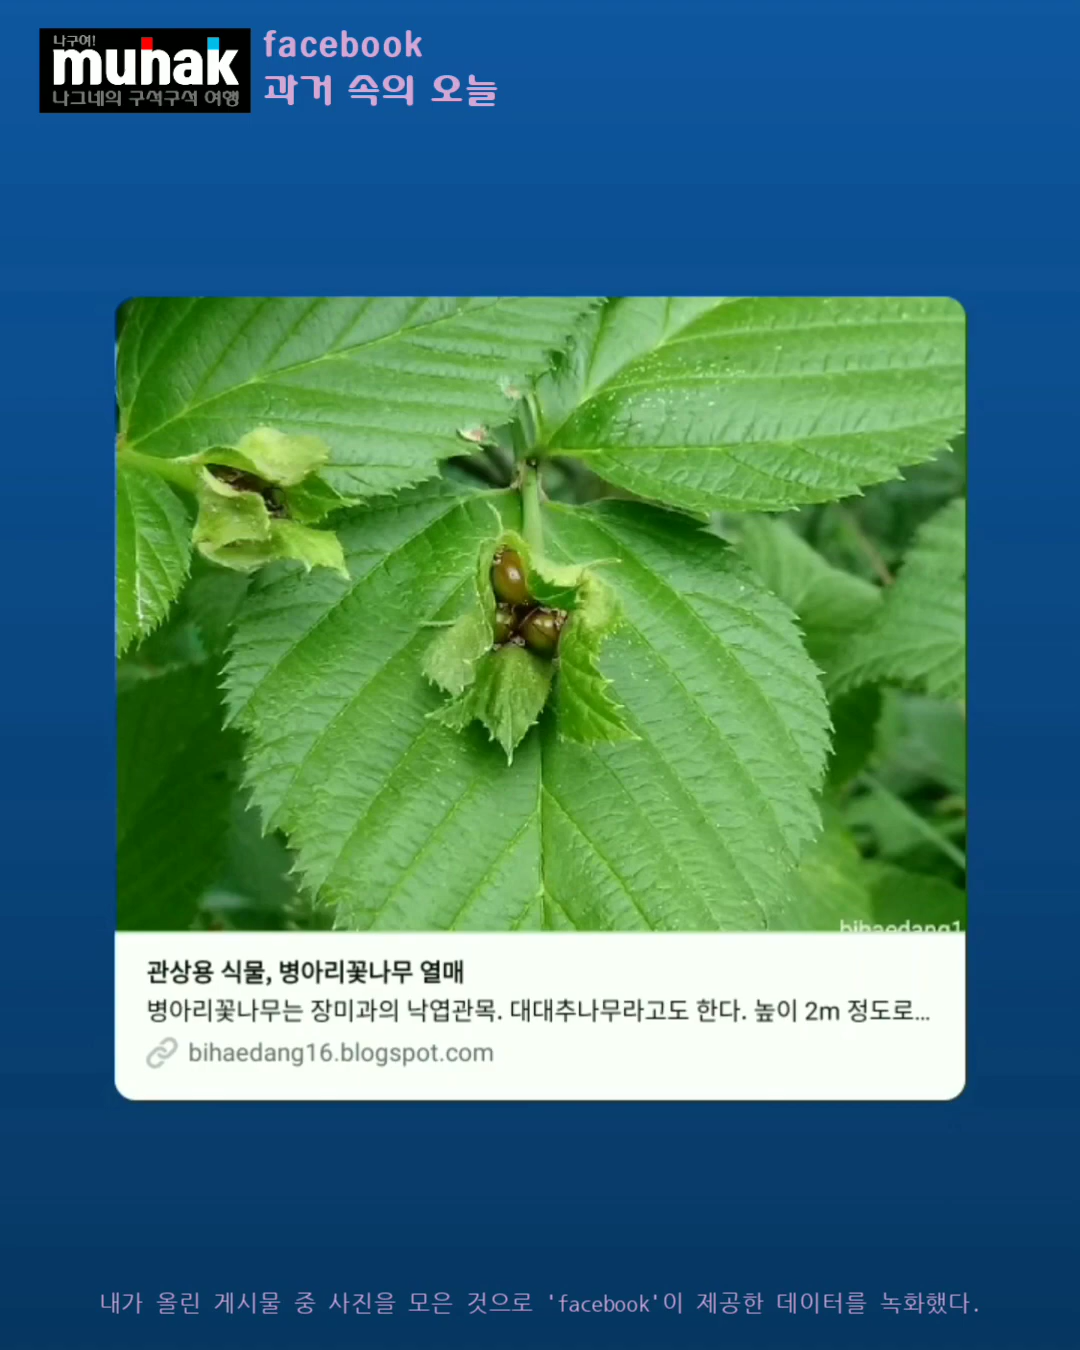 나구여!
munak
나그네의 구석구석 여행
facebook
과거 속의 오늘
bihaedang1
관상용 식물, 병아리꽃나무 열매
병아리꽃나무는 장미과의 낙엽관목. 대대추나무라고도 한다. 높이 2m 정도로...
bihaedang16.blogspot.com
내가 올린 게시물 중 사진을 모은 것으로 'facebook'이 제공한 데이터를 녹화했다.